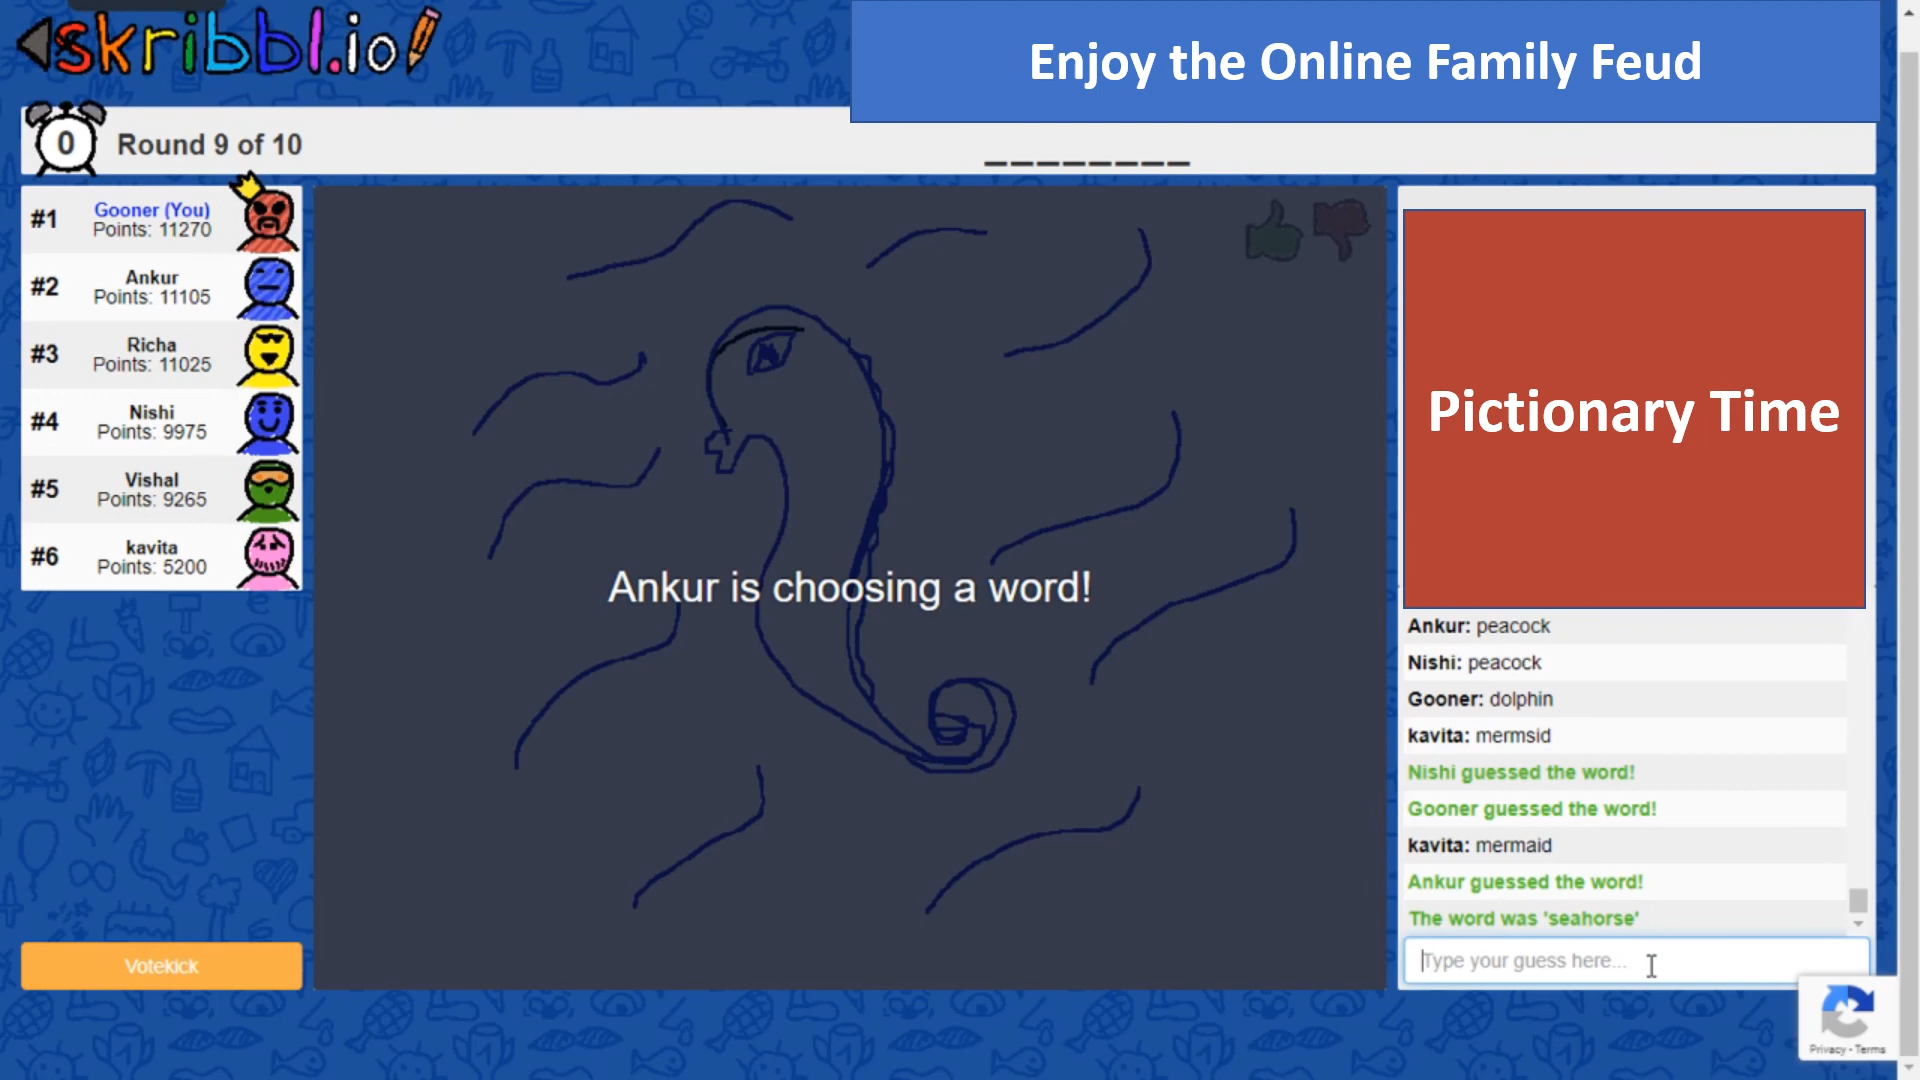 skribbl.io
Enjoy the Online Family Feud
0
Round 9 of 10
________
#1
Gooner (You)
Points: 11270
#2
Ankur
Points: 11105
#3
Richa
Points: 11025
#4
Nishi
Points: 9975
#5
Vishal
Points: 9265
#6
kavita
Points: 5200
Votekick
Ankur is choosing a word!
Pictionary Time
Ankur: peacock
Nishi: peacock
Gooner: dolphin
kavita: mermsid
Nishi guessed the word!
Gooner guessed the word!
kavita: mermaid
Ankur guessed the word!
The word was 'seahorse'
Type your guess here...
Privacy - Terms